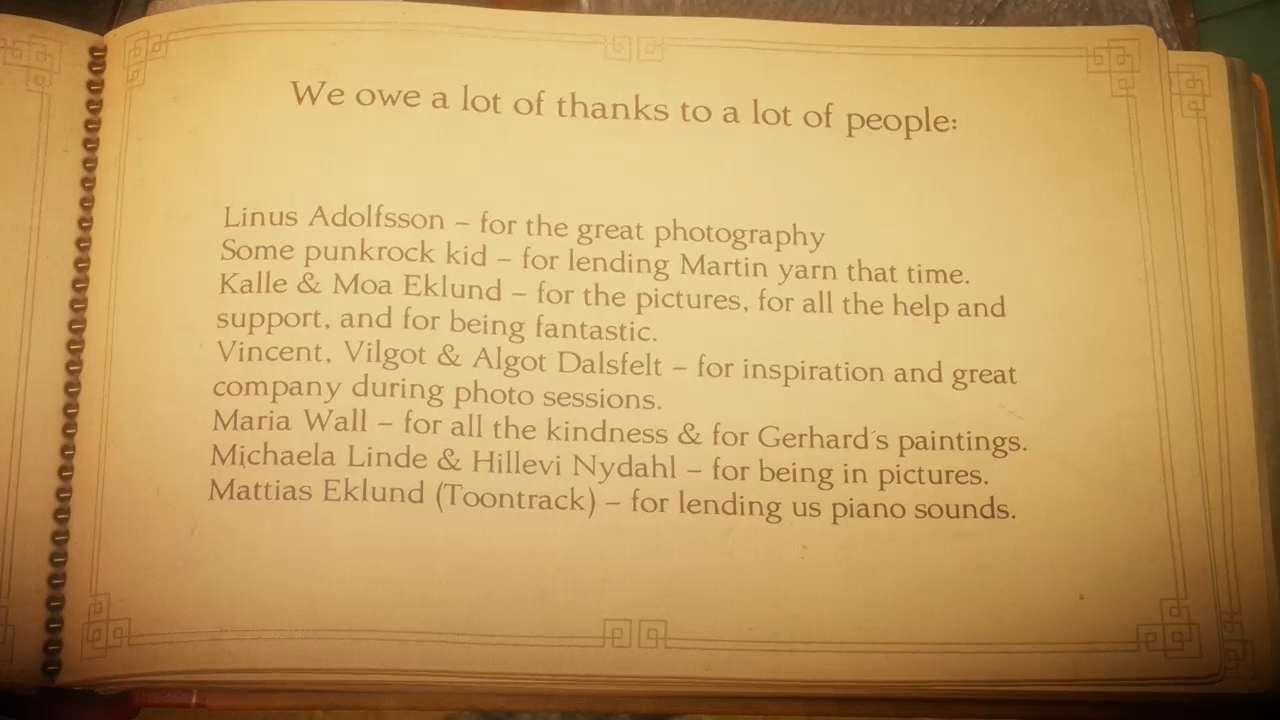 We owe a lot of thanks to a lot of people:
Linus Adolfsson – for the great photography
Some punkrock kid – for lending Martin yarn that time.
Kalle & Moa Eklund – for the pictures, for all the help and
support, and for being fantastic.
Vincent, Vilgot & Algot Dalsfelt – for inspiration and great
company during photo sessions.
Maria Wall – for all the kindness & for Gerhard´s paintings.
Michaela Linde & Hillevi Nydahl – for being in pictures.
Mattias Eklund (Toontrack) – for lending us piano sounds.